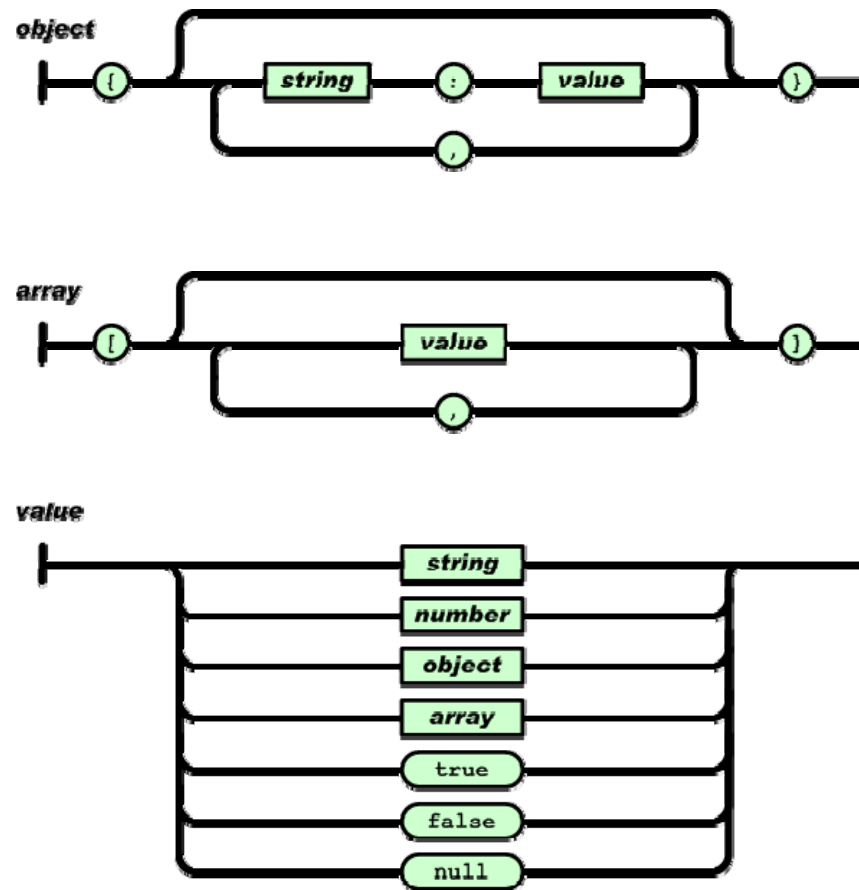 object
{ string : value }
,
array
[ value ]
,
value
string
number
object
array
true
false
null